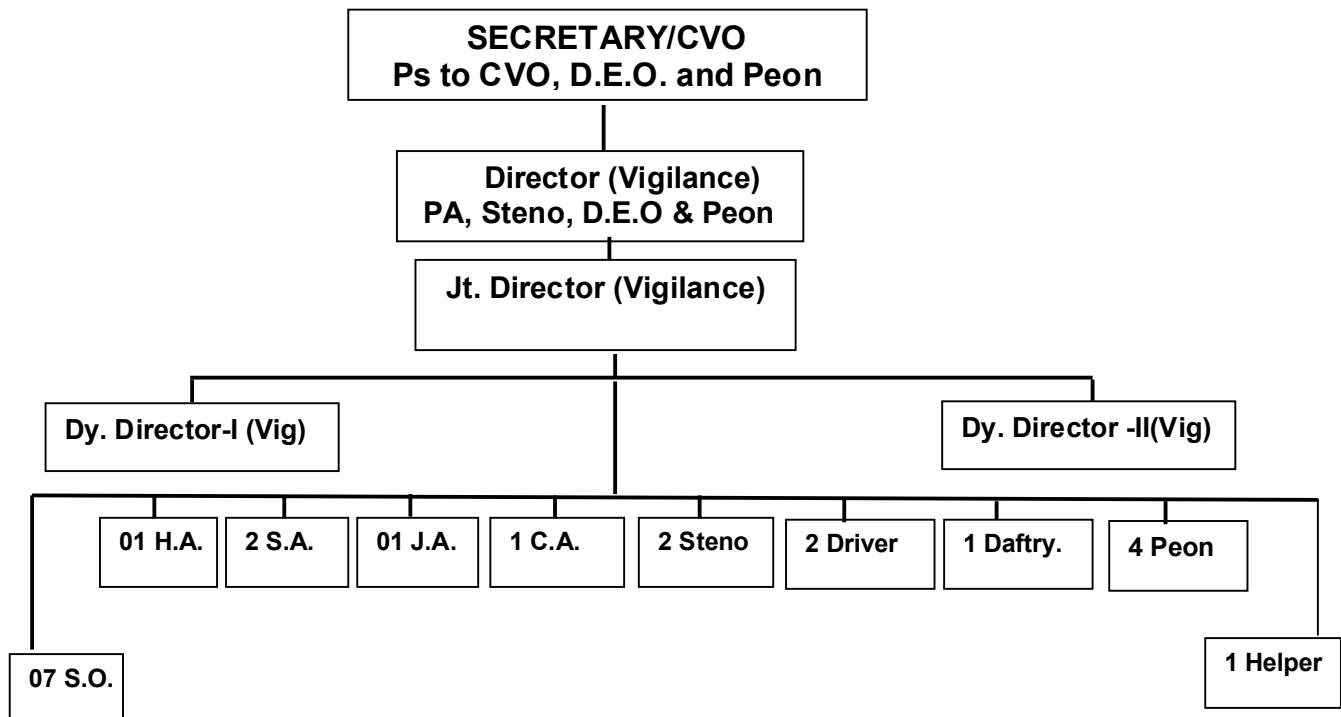 SECRETARY/CVO
Ps to CVO, D.E.O. and Peon
Director (Vigilance)
PA, Steno, D.E.O & Peon
Jt. Director (Vigilance)
Dy. Director-I (Vig)
Dy. Director -II(Vig)
01 H.A.
2 S.A.
01 J.A.
1 C.A.
2 Steno
2 Driver
1 Daftry.
4 Peon
07 S.O.
1 Helper